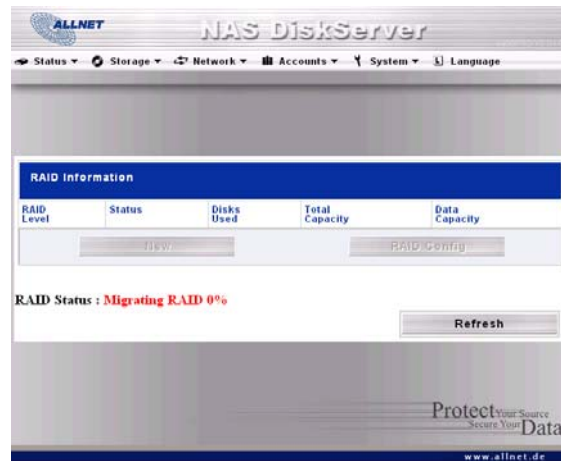 ALLNET
NAS DiskServer
Status Storage Network Accounts System Language
RAID Information
RAID Level Status Disks Used Total Capacity Data Capacity
New RAID Config
RAID Status : Migrating RAID 0%
Refresh
Protect Your Source
Secure Your Data
www.allnet.de